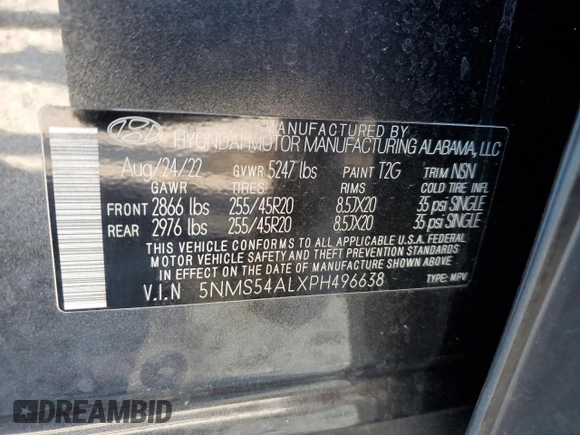 MANUFACTURED BY
HYUNDAI MOTOR MANUFACTURING ALABAMA, LLC
Aug/24/22 GVWR 5247 lbs PAINT T2G TRIM NSN
GAWR TIRES RIMS COLD TIRE INFL
FRONT 2866 lbs 255/45R20 8.5JX20 35 psi SINGLE
REAR 2976 lbs 255/45R20 8.5JX20 35 psi SINGLE
THIS VEHICLE CONFORMS TO ALL APPLICABLE U.S.A. FEDERAL
MOTOR VEHICLE SAFETY AND THEFT PREVENTION STANDARDS
IN EFFECT ON THE DATE OF MANUFACTURE SHOWN ABOVE
V.I.N 5NMS54ALXPH496638 TYPE: MPV
DREAMBID